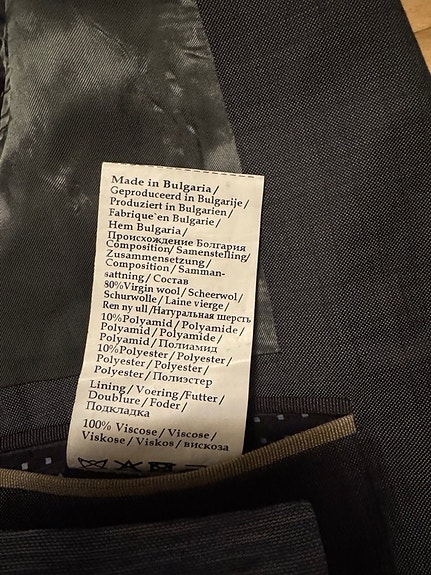 Made in Bulgaria /
Geproduceerd in Bulgarije /
Produziert in Bulgarien /
Fabrique`en Bulgarie /
Hem Bulgaria /
Происхождение Болгария
Composition / Samenstelling /
Zusammensetzung /
Composition / Samman-
sattning / Состав
80%Virgin wool / Scheerwol /
Schurwolle / Laine vierge /
Ren ny ull /Натуральная шерсть
10%Polyamid / Polyamide /
Polyamid / Polyamide /
Polyamid / Полиамид
10%Polyester / Polyester /
Polyester / Polyester /
Polyester / Полиэстер
Lining / Voering /Futter /
Doublure / Foder /
Подкладка
100% Viscose / Viscose /
Viskose / Viskos / вискоза